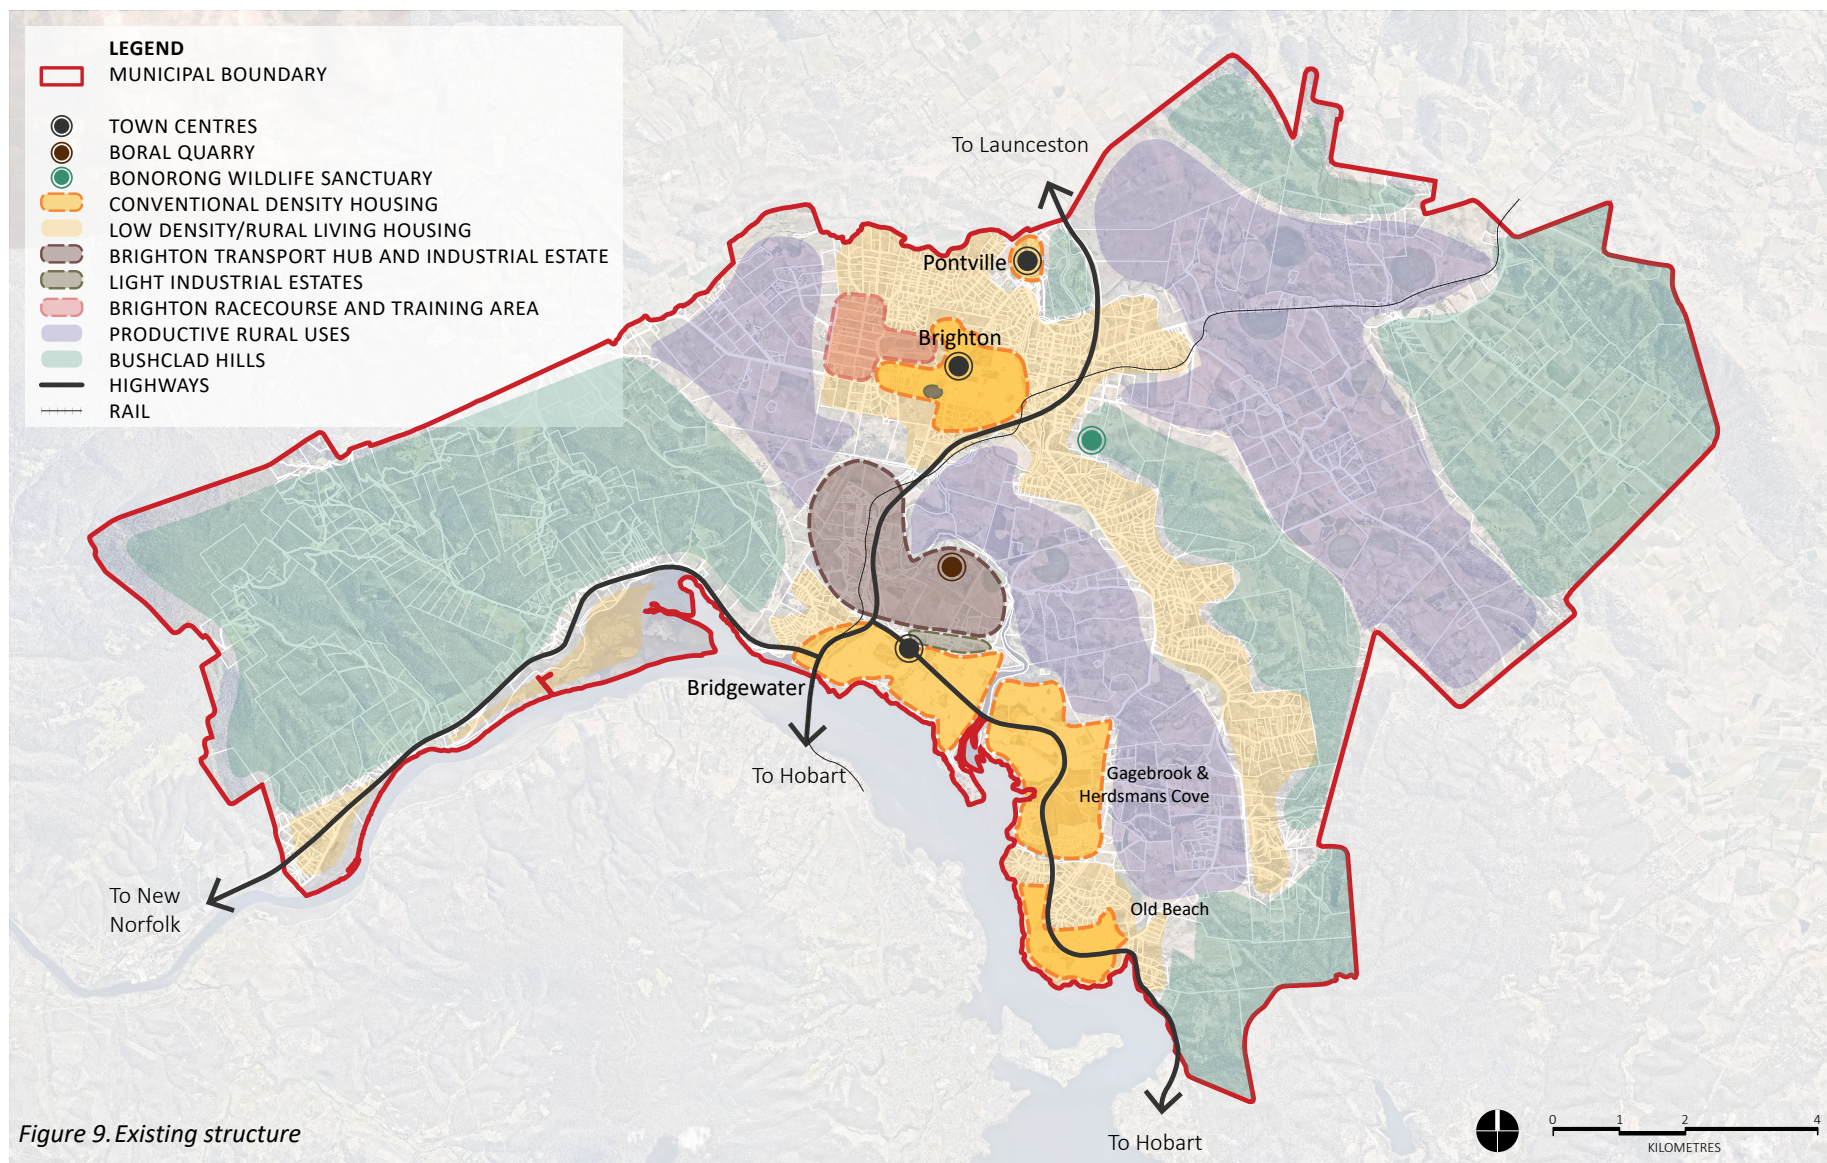 LEGEND
MUNICIPAL BOUNDARY
TOWN CENTRES
BORAL QUARRY
BONORONG WILDLIFE SANCTUARY
CONVENTIONAL DENSITY HOUSING
LOW DENSITY/RURAL LIVING HOUSING
BRIGHTON TRANSPORT HUB AND INDUSTRIAL ESTATE
LIGHT INDUSTRIAL ESTATES
BRIGHTON RACECOURSE AND TRAINING AREA
PRODUCTIVE RURAL USES
BUSHCLAD HILLS
HIGHWAYS
RAIL
To Launceston
Pontville
Brighton
Bridgewater
To Hobart
Gagebrook &
Herdsmans Cove
Old Beach
To New
Norfolk
To Hobart
Figure 9. Existing structure
0 1 2 4
KILOMETRES